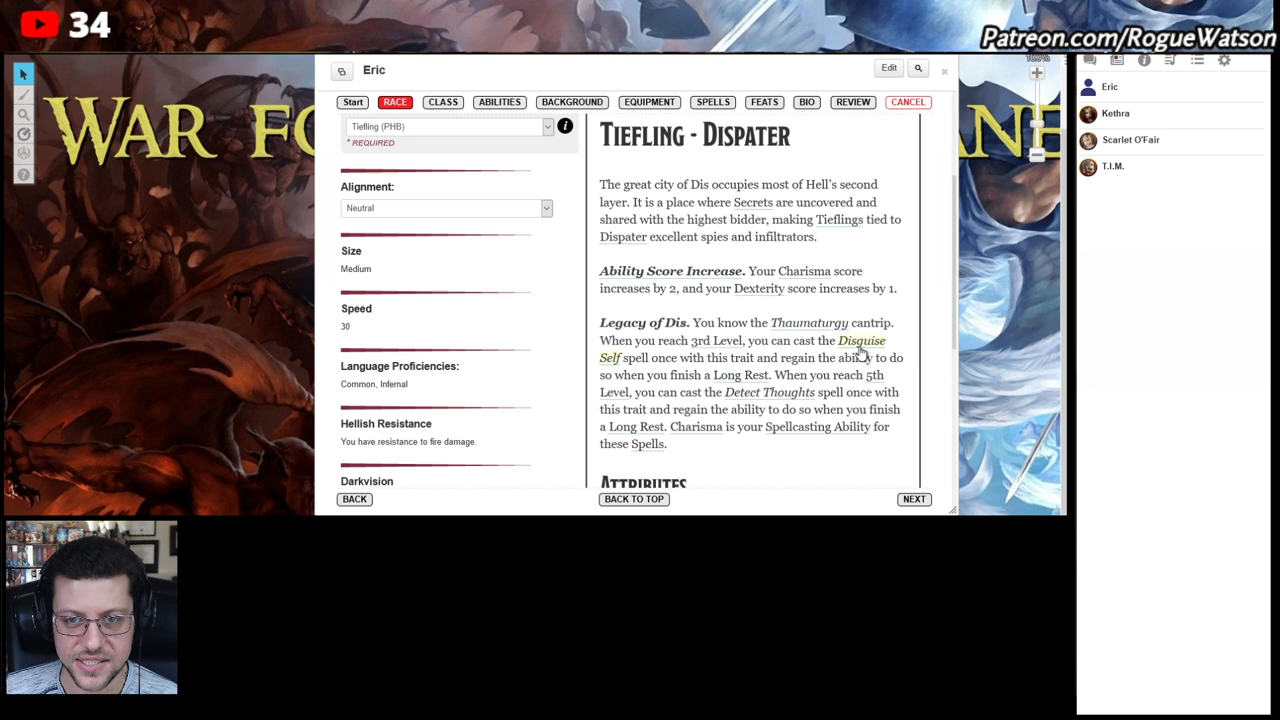 34
Patreon.com/RogueWatson
WAR FO
ANE
Eric
Edit
Start RACE CLASS ABILITIES BACKGROUND EQUIPMENT SPELLS FEATS BIO REVIEW CANCEL
Tiefling (PHB)
* REQUIRED
Alignment:
Neutral
Size
Medium
Speed
30
Language Proficiencies:
Common, Infernal
Hellish Resistance
You have resistance to fire damage.
Darkvision
TIEFLING - DISPATER
The great city of Dis occupies most of Hell's second
layer. It is a place where Secrets are uncovered and
shared with the highest bidder, making Tieflings tied to
Dispater excellent spies and infiltrators.
Ability Score Increase. Your Charisma score
increases by 2, and your Dexterity score increases by 1.
Legacy of Dis. You know the Thaumaturgy cantrip.
When you reach 3rd Level, you can cast the Disguise
Self spell once with this trait and regain the ability to do
so when you finish a Long Rest. When you reach 5th
Level, you can cast the Detect Thoughts spell once with
this trait and regain the ability to do so when you finish
a Long Rest. Charisma is your Spellcasting Ability for
these Spells.
ATTRIBUTES
BACK
BACK TO TOP
NEXT
Eric
Kethra
Scarlet O'Fair
T.I.M.